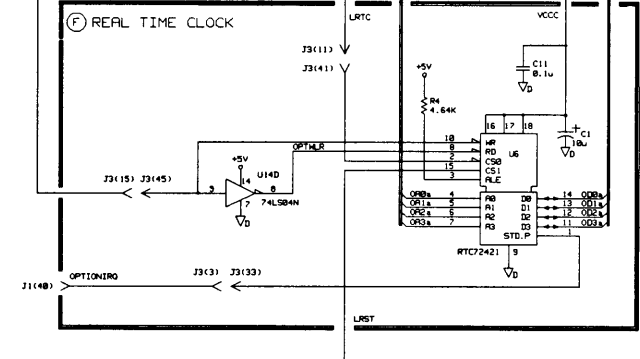 F REAL TIME CLOCK
LRTC
VCCC
J3(11)
J3(41)
+5V
C11
0.1u
D
R4
4.64K
16 17 18
+ C1
10u
D
10 WR
OPTWLR 8 RD
2 CS0
15 CS1
3 ALE
U6
+5V
U14D
14
J3(15) J3(45)
9 8
7 74LS04N
D
OA0a 4 A0 D0 14 OD0a
OA1a 5 A1 D1 13 OD1a
OA2a 6 A2 D2 12 OD2a
OA3a 7 A3 D3 11 OD3a
STD.P 1
RTC72421 9
D
J3(3) J3(33)
J1(40) OPTIONIRQ
LRST